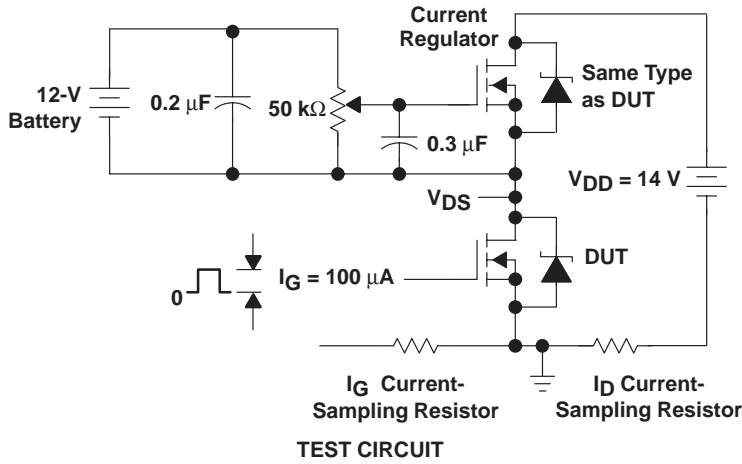 Current
Regulator
12-V
Battery
0.2 μF
50 kΩ
Same Type
as DUT
0.3 μF
VDS
VDD = 14 V
DUT
0
IG = 100 μA
IG Current-
Sampling Resistor
ID Current-
Sampling Resistor
TEST CIRCUIT